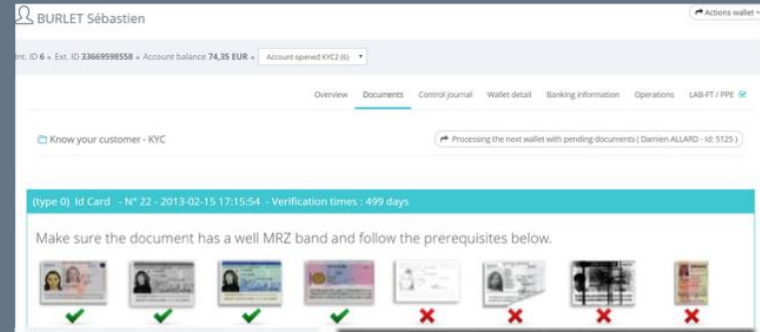 BURLET Sébastien
Actions wallet
Int. ID 6 » Ext. ID 33669598558 » Account balance 74,35 EUR » Account opened KYC2 (6)
Overview Documents Control journal Wallet detail Banking information Operations LAB-FT / PPE
Know your customer - KYC
Processing the next wallet with pending documents ( Damien ALLARD - Id: 5125 )
(type 0) Id Card - N° 22 - 2013-02-15 17:15:54 - Verification times : 499 days
Make sure the document has a well MRZ band and follow the prerequisites below.